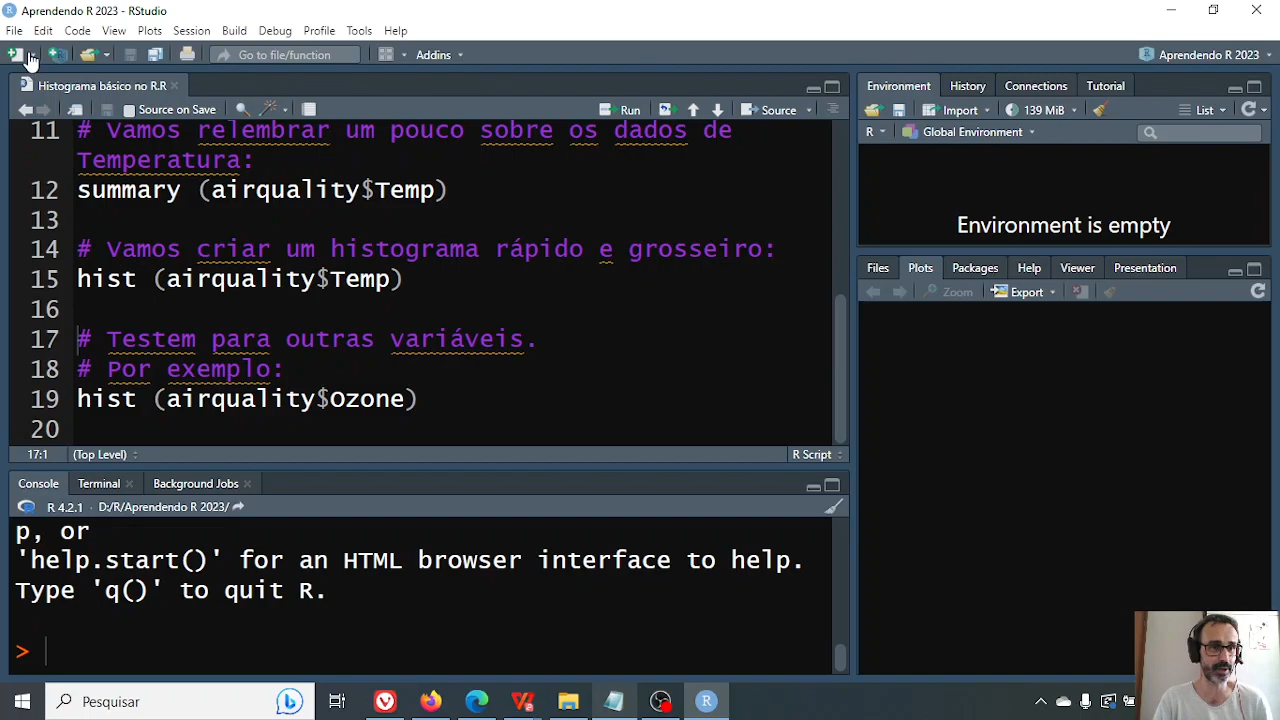 Aprendendo R 2023 - RStudio
File Edit Code View Plots Session Build Debug Profile Tools Help
Go to file/function Addins Aprendendo R 2023
Histograma básico no R.R
Source on Save Run Source
11 # Vamos relembrar um pouco sobre os dados de
Temperatura:
12 summary (airquality$Temp)
13
14 # Vamos criar um histograma rápido e grosseiro:
15 hist (airquality$Temp)
16
17 # Testem para outras variáveis.
18 # Por exemplo:
19 hist (airquality$Ozone)
20
17:1 (Top Level) R Script
Console Terminal Background Jobs
R 4.2.1 · D:/R/Aprendendo R 2023/
p, or
'help.start()' for an HTML browser interface to help.
Type 'q()' to quit R.
>
Environment History Connections Tutorial
Import 139 MiB List
R Global Environment
Environment is empty
Files Plots Packages Help Viewer Presentation
Zoom Export
Pesquisar